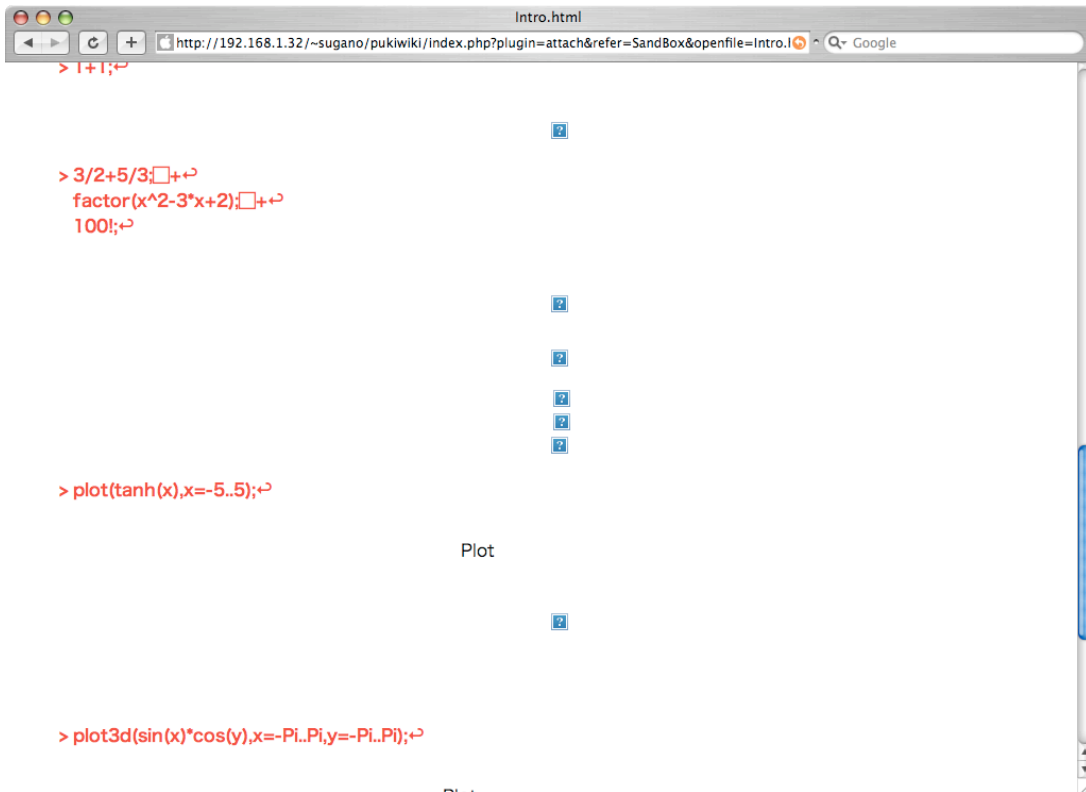 Intro.html
http://192.168.1.32/~sugano/pukiwiki/index.php?plugin=attach&refer=SandBox&openfile=Intro.l
Google
> 1+1;↩
> 3/2+5/3;□+↩
factor(x^2-3*x+2);□+↩
100!;↩
> plot(tanh(x),x=-5..5);↩
Plot
> plot3d(sin(x)*cos(y),x=-Pi..Pi,y=-Pi..Pi);↩
Plot